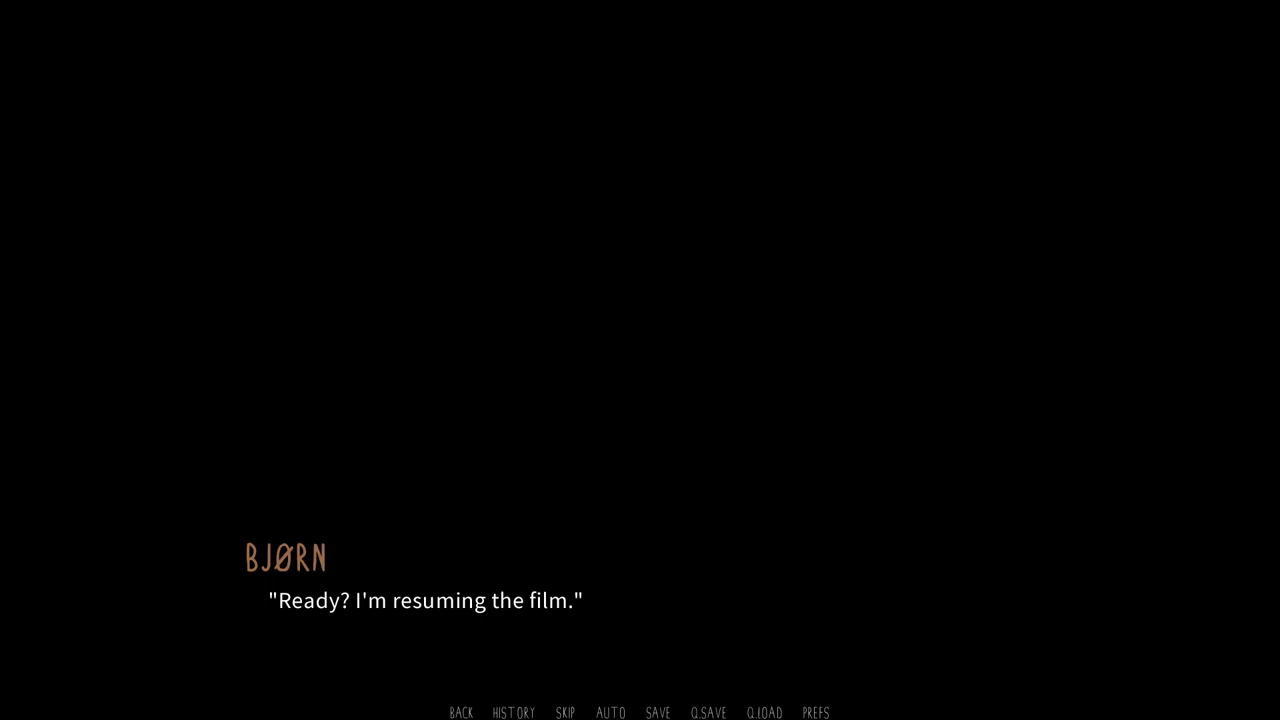 BJØRN
"Ready? I'm resuming the film."
BACK HISTORY SKIP AUTO SAVE Q.SAVE Q.LOAD PREFS